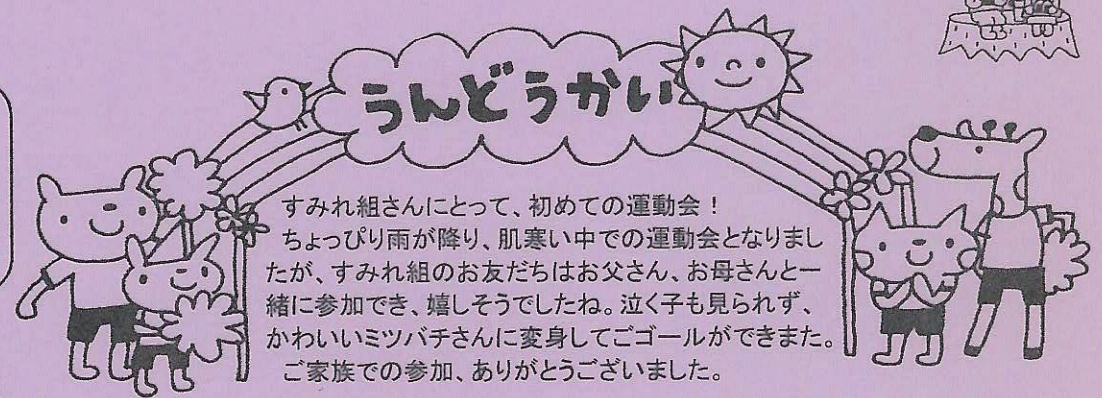 うんどうかい
すみれ組さんにとって、初めての運動会！
ちょっぴり雨が降り、肌寒い中での運動会となりまし
たが、すみれ組のお友だちはお父さん、お母さんと一
緒に参加でき、嬉しそうでしたね。泣く子も見られず、
かわいいミツバチさんに変身してごゴールができまた。
ご家族での参加、ありがとうございました。